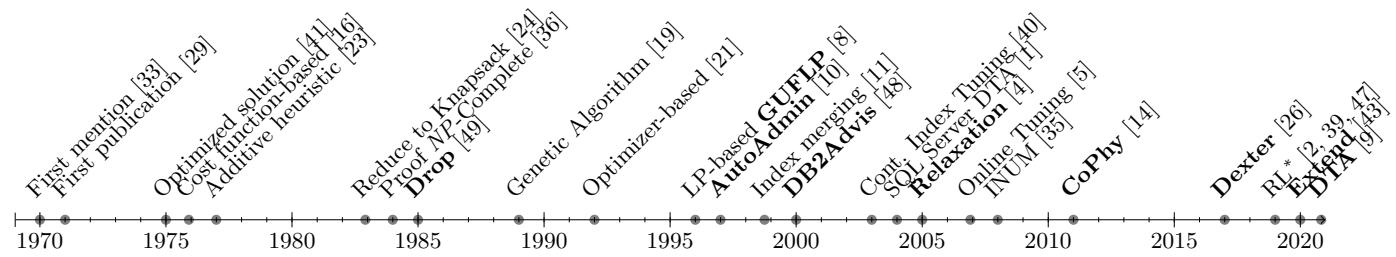 First mention [33]
First publication [29]
Optimized solution [41]
Cost function-based [16]
Additive heuristic [23]
Reduce to Knapsack [24]
Proof NP-Complete [36]
Drop [49]
Genetic Algorithm [19]
Optimizer-based [21]
LP-based GUFLP [8]
AutoAdmin [10]
Index merging [11]
DB2Advis [48]
Cont. Index Tuning [40]
SQL Server DTA [1]
Relaxation [4]
Online Tuning [5]
INUM [35]
CoPhy [14]
Dexter [26]
RL* [2, 39, 47]
Extend [43]
DTA [9]
1970 1975 1980 1985 1990 1995 2000 2005 2010 2015 2020